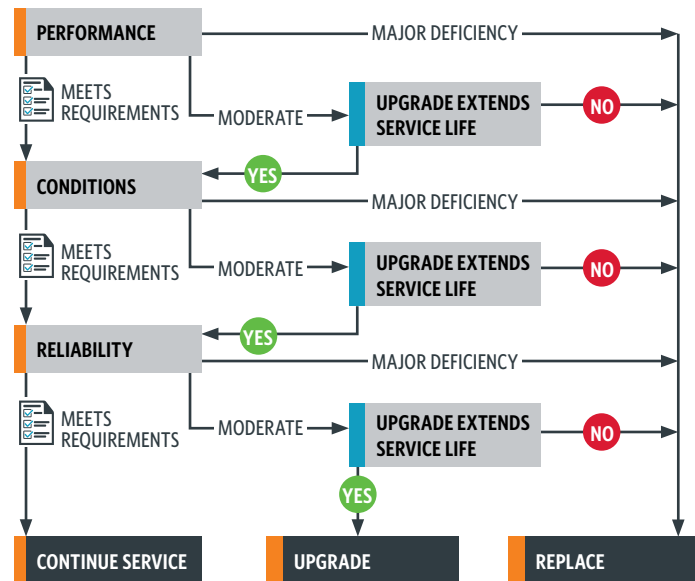 PERFORMANCE
MAJOR DEFICIENCY
MEETS
REQUIREMENTS
MODERATE
UPGRADE EXTENDS
SERVICE LIFE
NO
YES
CONDITIONS
MAJOR DEFICIENCY
MEETS
REQUIREMENTS
MODERATE
UPGRADE EXTENDS
SERVICE LIFE
NO
YES
RELIABILITY
MAJOR DEFICIENCY
MEETS
REQUIREMENTS
MODERATE
UPGRADE EXTENDS
SERVICE LIFE
NO
YES
CONTINUE SERVICE
UPGRADE
REPLACE